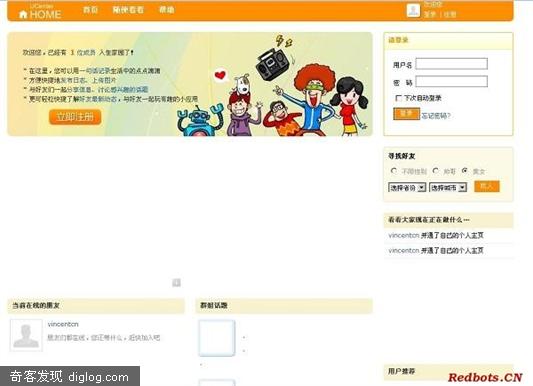 UCenter
HOME
首页 随便看看 帮助
欢迎您
登录 | 注册
欢迎您，已经有 1 位成员 入住家园了！
* 在这里，您可以用一句话记录生活中的点点滴滴
* 方便快捷地发布日志、上传图片
* 与好友们一起分享信息、讨论感兴趣的话题
* 更可轻松快捷了解好友最新动态，与好友一起玩有趣的小应用
立即注册
请登录
用户名
密 码
下次自动登录
登录 忘记密码?
寻找好友
不限性别 帅哥 美女
选择省份 选择城市 找人
看看大家现在正在做什么…
vincentcn 开通了自己的个人主页
vincentcn 开通了自己的个人主页
当前在线的朋友
vincentcn
朋友们都在线，您还等什么，赶快加入吧
群组话题
用户推荐
奇客发现 diglog.com
Redbots.CN